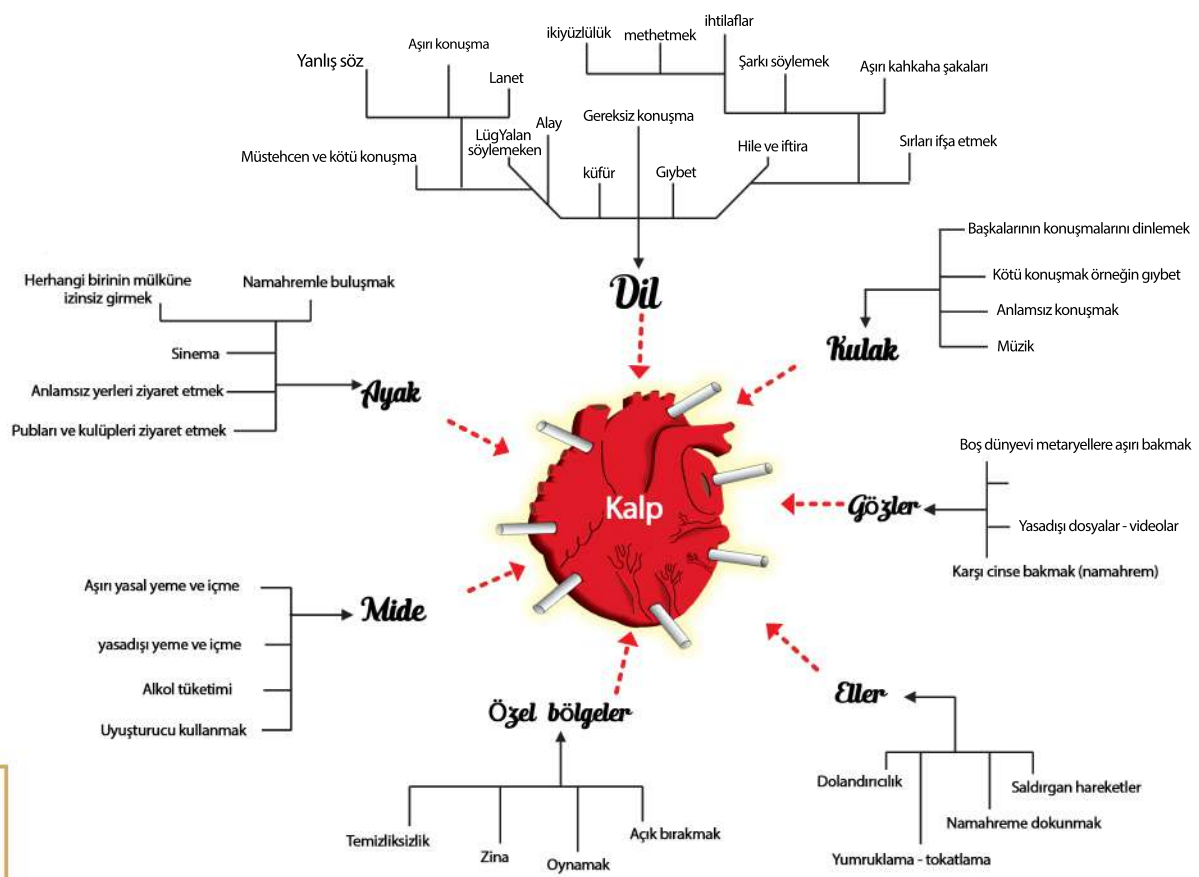 ihtilaflar
ikiyüzlülük
methetmek
Aşırı konuşma
Yanlış söz
Şarkı söylemek
Aşırı kahkaha şakaları
Lanet
Gereksiz konuşma
Alay
LügYalan
söylemeken
Müstehcen ve kötü konuşma
küfür
Gıybet
Hile ve iftira
Sırları ifşa etmek
Dil
Başkalarının konuşmalarını dinlemek
Kötü konuşmak örneğin gıybet
Anlamsız konuşmak
Müzik
Kulak
Herhangi birinin mülküne
izinsiz girmek
Namahremle buluşmak
Sinema
Anlamsız yerleri ziyaret etmek
Pubları ve kulüpleri ziyaret etmek
Ayak
Kalp
Boş dünyevi metaryellere aşırı bakmak
Gözler
Yasadışı dosyalar - videolar
Karşı cinse bakmak (namahrem)
Aşırı yasal yeme ve içme
Mide
yasadışı yeme ve içme
Alkol tüketimi
Uyuşturucu kullanmak
Özel bölgeler
Temizliksizlik
Zina
Oynamak
Açık bırakmak
Eller
Dolandırıcılık
Yumruklama - tokatlama
Namahreme dokunmak
Saldırgan hareketler